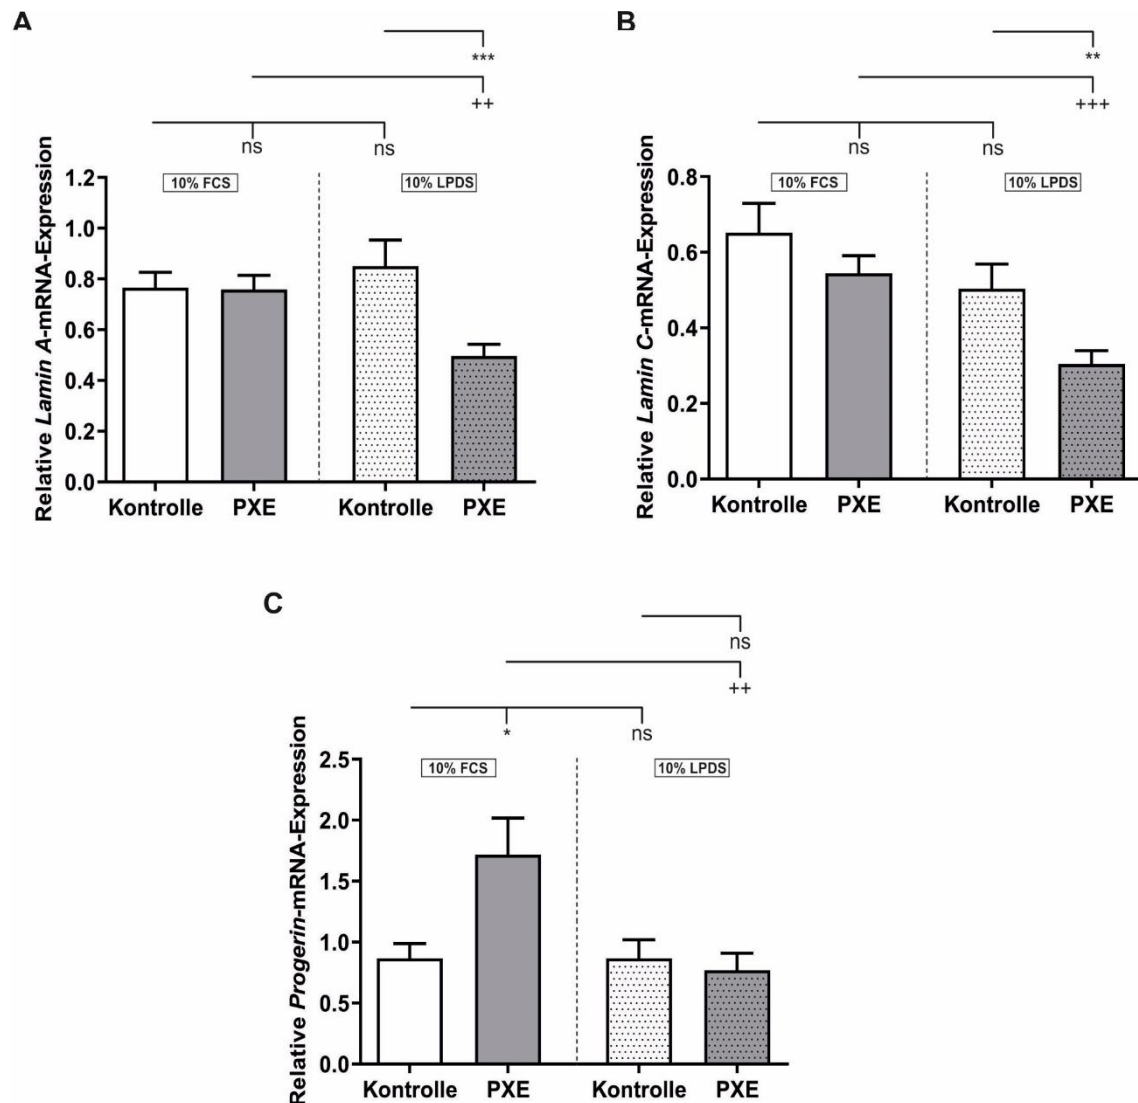 A
***
++
ns ns
Relative Lamin A-mRNA-Expression
1.2
1.0
0.8
0.6
0.4
0.2
0.0
10% FCS 10% LPDS
Kontrolle PXE Kontrolle PXE
B
**
+++
ns ns
Relative Lamin C-mRNA-Expression
0.8
0.6
0.4
0.2
0.0
10% FCS 10% LPDS
Kontrolle PXE Kontrolle PXE
C
ns
++
* ns
Relative Progerin-mRNA-Expression
2.5
2.0
1.5
1.0
0.5
0.0
10% FCS 10% LPDS
Kontrolle PXE Kontrolle PXE